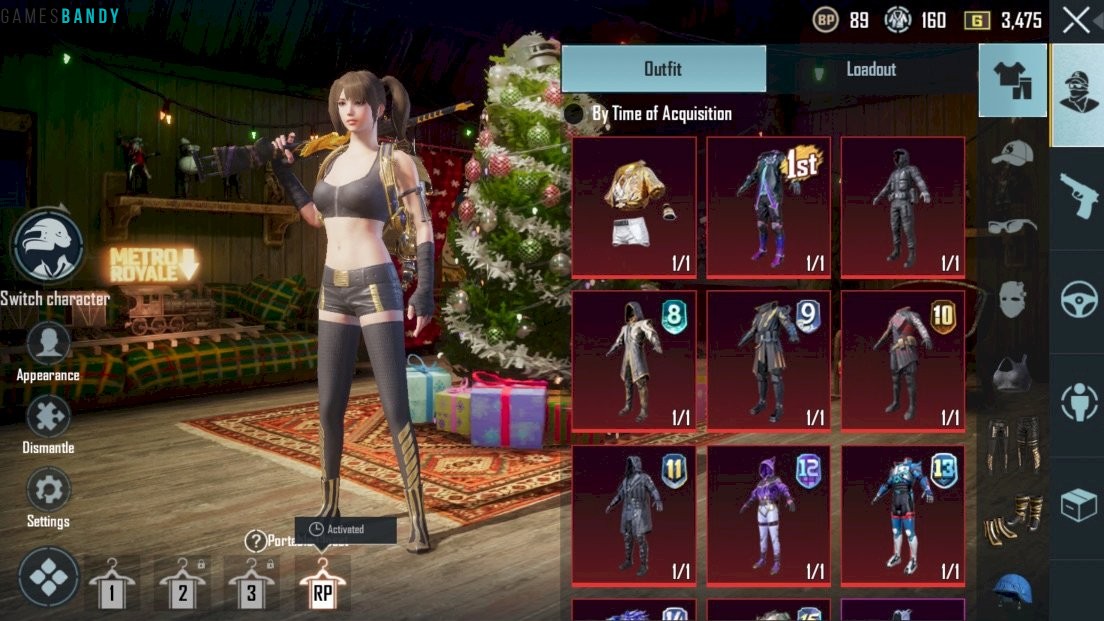 GAMESBANDY
BP 89 160 G 3,475
Outfit
Loadout
By Time of Acquisition
1st
1/1
1/1
1/1
8
9
10
1/1
1/1
1/1
11
12
13
1/1
1/1
1/1
14
15
METRO
ROYALE
Switch character
Appearance
Dismantle
Settings
Activated
?
1
2
3
RP